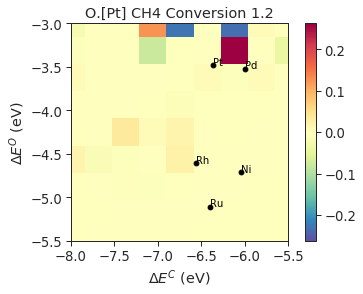 O.[Pt] CH4 Conversion 1.2
−3.0
−3.5
−4.0
−4.5
−5.0
−5.5
ΔE^O (eV)
Pt
Pd
Rh
Ni
Ru
−8.0 −7.5 −7.0 −6.5 −6.0 −5.5
ΔE^C (eV)
0.2
0.1
0.0
−0.1
−0.2